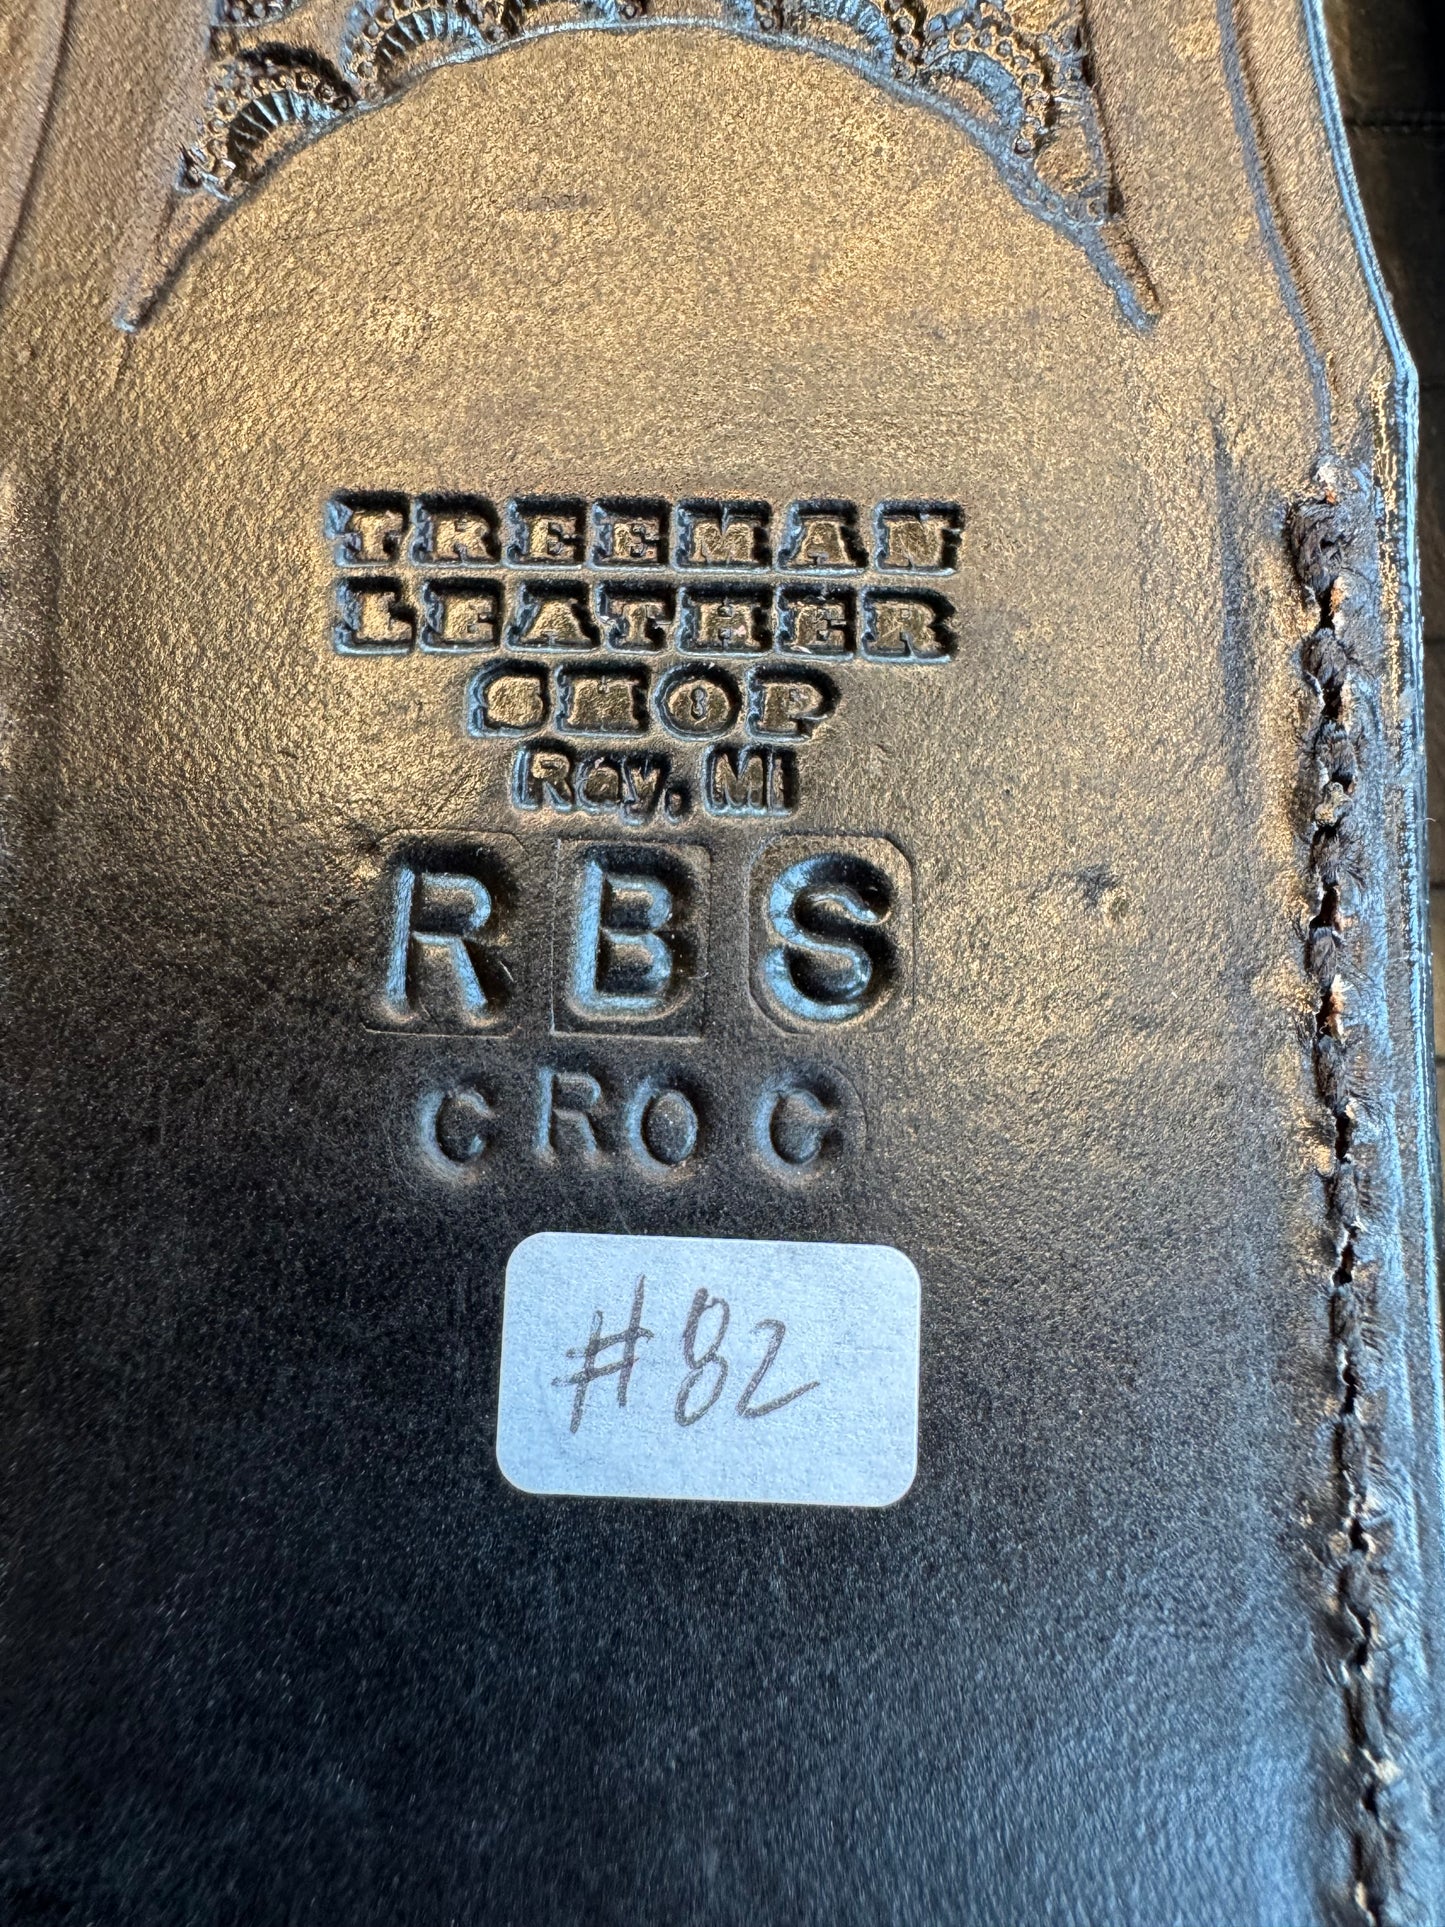 TREEMAN
LEATHER
SHOP
Ray, MI
RBS
CROC
#82